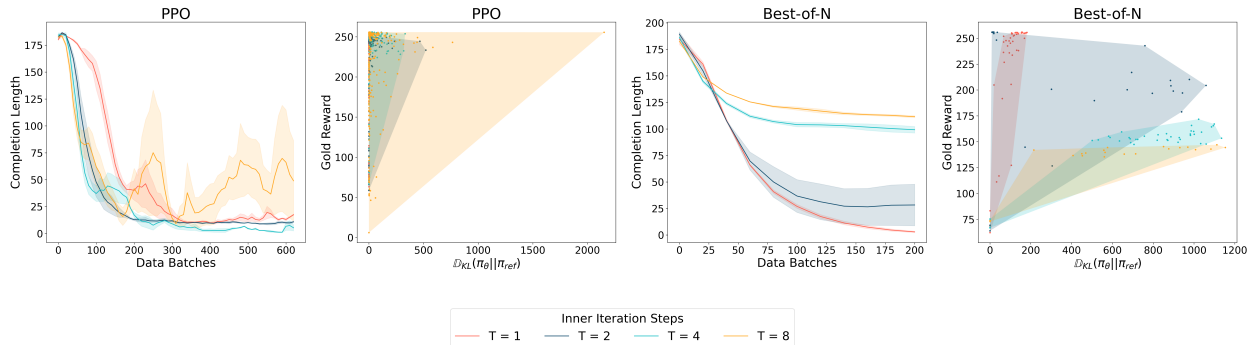 PPO
Completion Length
175
150
125
100
75
50
25
0
0 100 200 300 400 500 600
Data Batches
PPO
Gold Reward
250
200
150
100
50
0
0 500 1000 1500 2000
𝔻KL(πθ||πref)
Best-of-N
Completion Length
200
175
150
125
100
75
50
25
0
0 25 50 75 100 125 150 175 200
Data Batches
Best-of-N
Gold Reward
250
225
200
175
150
125
100
75
0 200 400 600 800 1000 1200
𝔻KL(πθ||πref)
Inner Iteration Steps
T = 1 T = 2 T = 4 T = 8